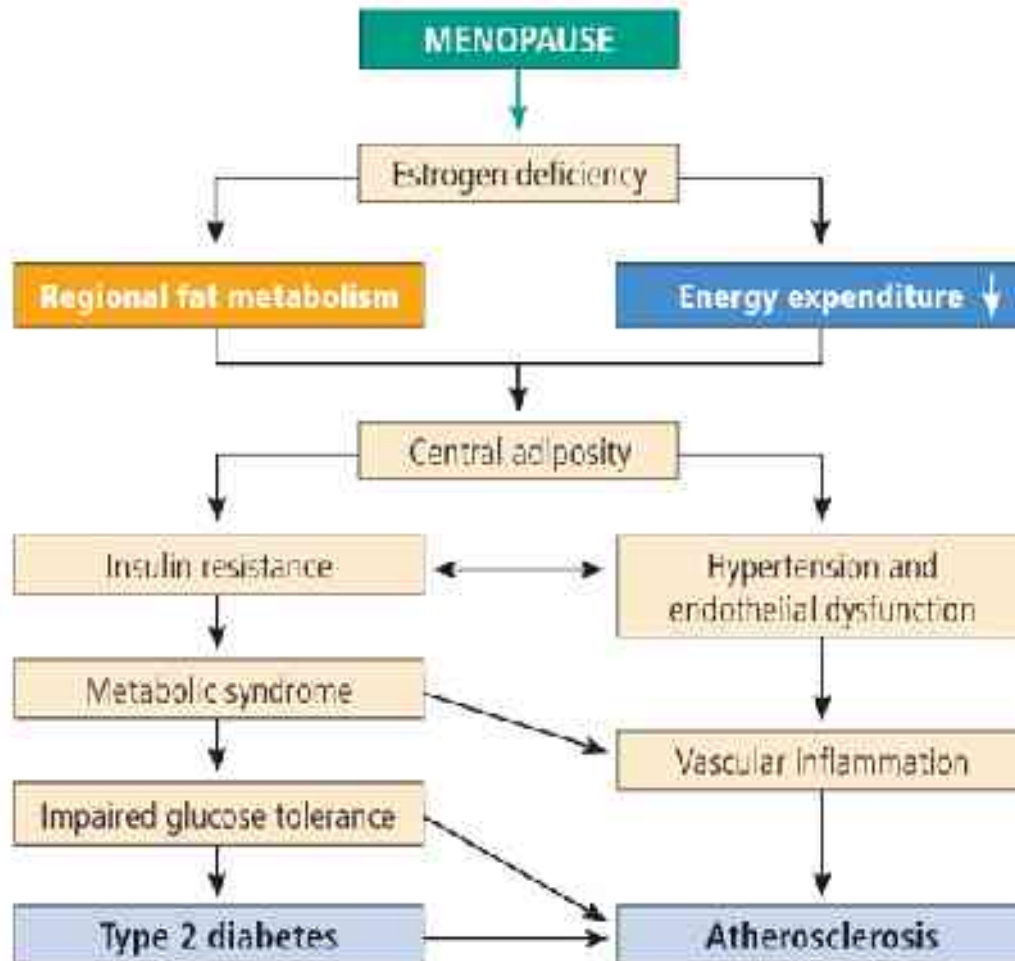 MENOPAUSE
Estrogen deficiency
Regional fat metabolism
Energy expenditure ↓
Central adiposity
Insulin resistance
Hypertension and
endothelial dysfunction
Metabolic syndrome
Vascular inflammation
Impaired glucose tolerance
Type 2 diabetes
Atherosclerosis